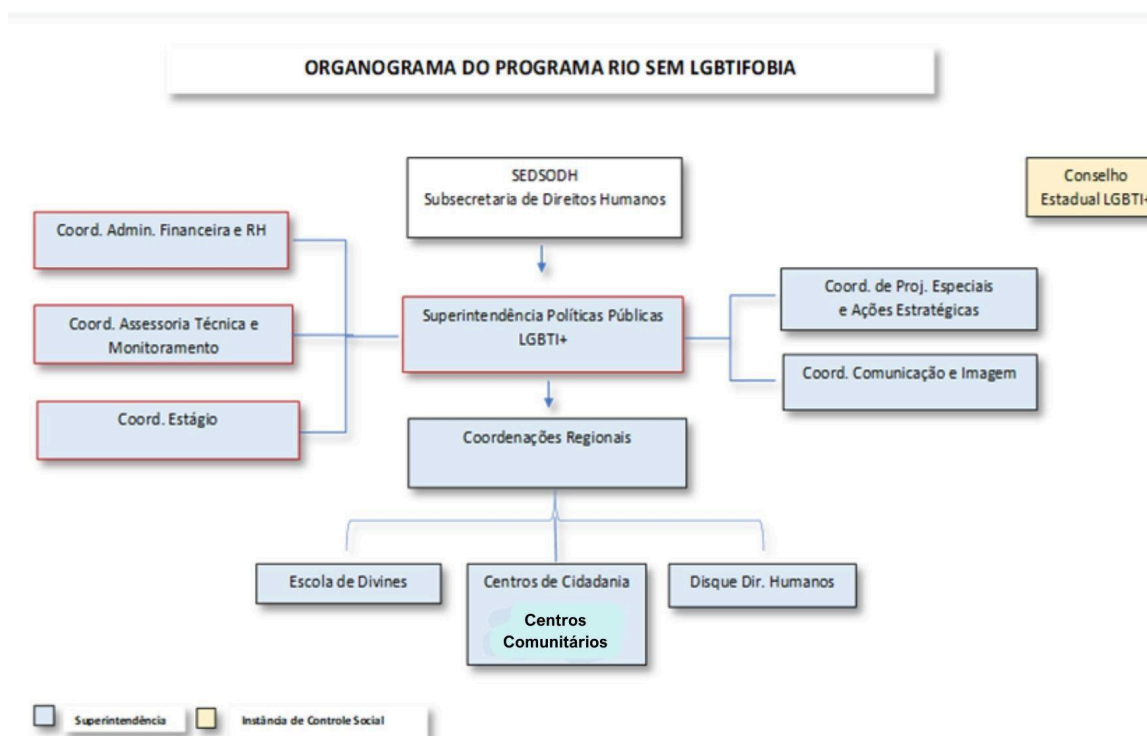 ORGANOGRAMA DO PROGRAMA RIO SEM LGBTIFOBIA
SEDSODH
Subsecretaria de Direitos Humanos
Conselho
Estadual LGBTI+
Coord. Admin. Financeira e RH
Coord. Assessoria Técnica e
Monitoramento
Coord. Estágio
Superintendência Políticas Públicas
LGBTI+
Coord. de Proj. Especiais
e Ações Estratégicas
Coord. Comunicação e Imagem
Coordenações Regionais
Escola de Divines
Centros de Cidadania
Centros
Comunitários
Disque Dir. Humanos
Superintendência
Instância de Controle Social